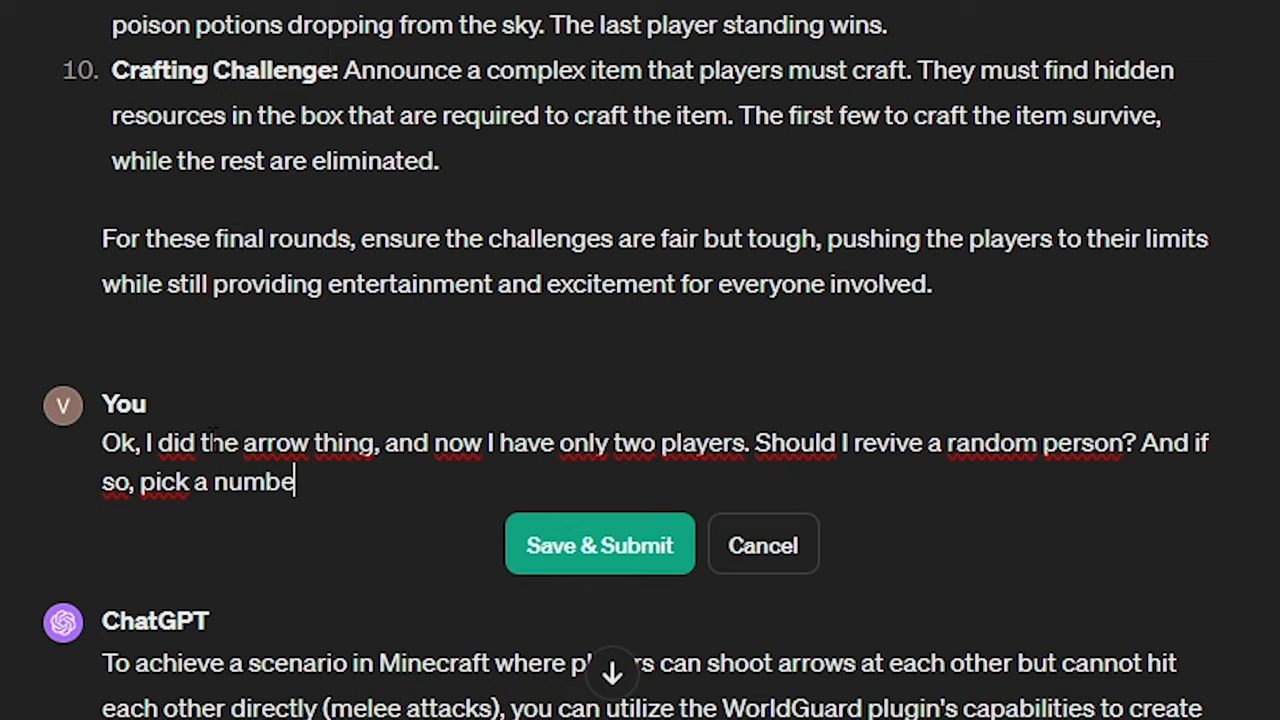 poison potions dropping from the sky. The last player standing wins.
10. Crafting Challenge: Announce a complex item that players must craft. They must find hidden
resources in the box that are required to craft the item. The first few to craft the item survive,
while the rest are eliminated.
For these final rounds, ensure the challenges are fair but tough, pushing the players to their limits
while still providing entertainment and excitement for everyone involved.
V You
Ok, I did the arrow thing, and now I have only two players. Should I revive a random person? And if
so, pick a numbe
Save & Submit Cancel
ChatGPT
To achieve a scenario in Minecraft where can shoot arrows at each other but cannot hit
each other directly (melee attacks), you can utilize the WorldGuard plugin's capabilities to create